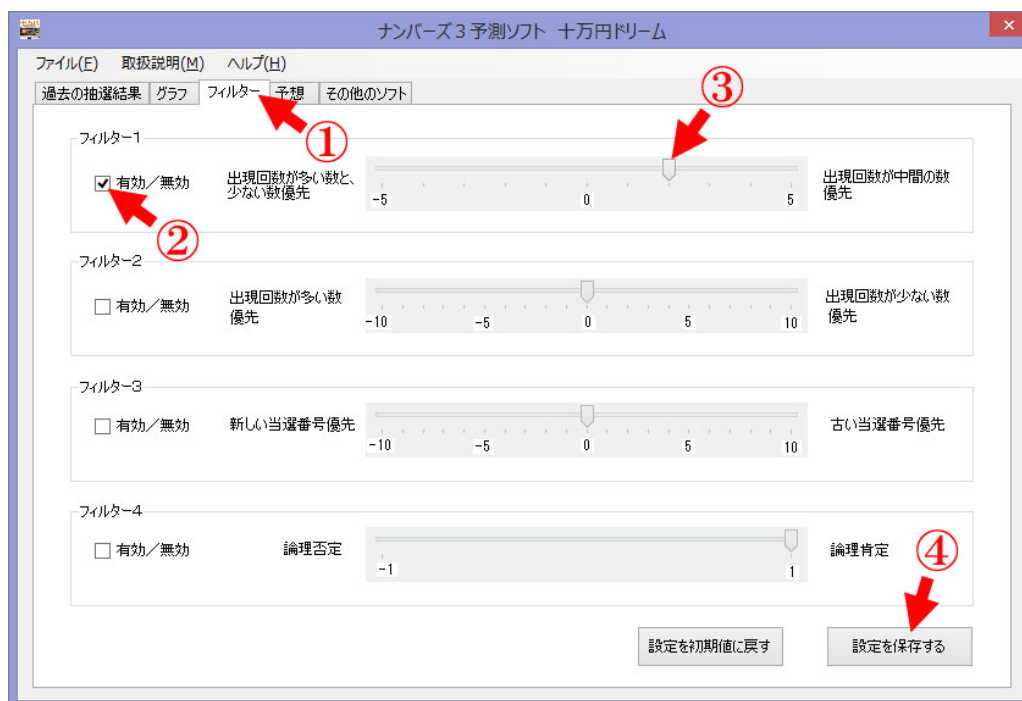 ナンバーズ3予測ソフト 十万円ドリーム
ファイル(F) 取扱説明(M) ヘルプ(H)
過去の抽選結果 グラフ フィルター 予想 その他のソフト
①
③
フィルター1
有効/無効
出現回数が多い数と、
少ない数優先
-5 0 5
出現回数が中間の数
優先
②
フィルター2
有効/無効
出現回数が多い数
優先
-10 -5 0 5 10
出現回数が少ない数
優先
フィルター3
有効/無効
新しい当選番号優先
-10 -5 0 5 10
古い当選番号優先
フィルター4
有効/無効
論理否定
-1 1
論理肯定
④
設定を初期値に戻す
設定を保存する